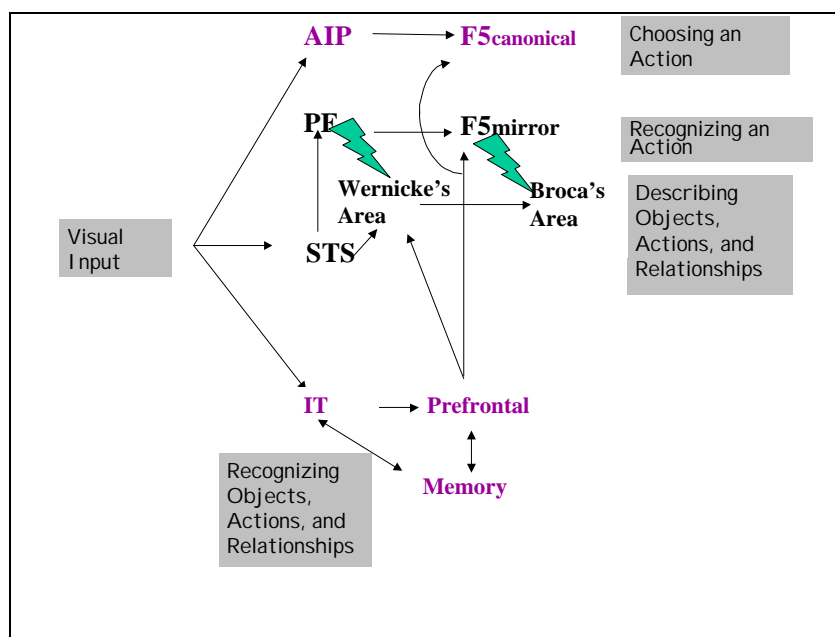 AIP
F5canonical
Choosing an
Action
PF
F5mirror
Recognizing an
Action
Wernicke's
Area
Broca's
Area
Describing
Objects,
Actions, and
Relationships
Visual
Input
STS
IT
Prefrontal
Memory
Recognizing
Objects,
Actions, and
Relationships